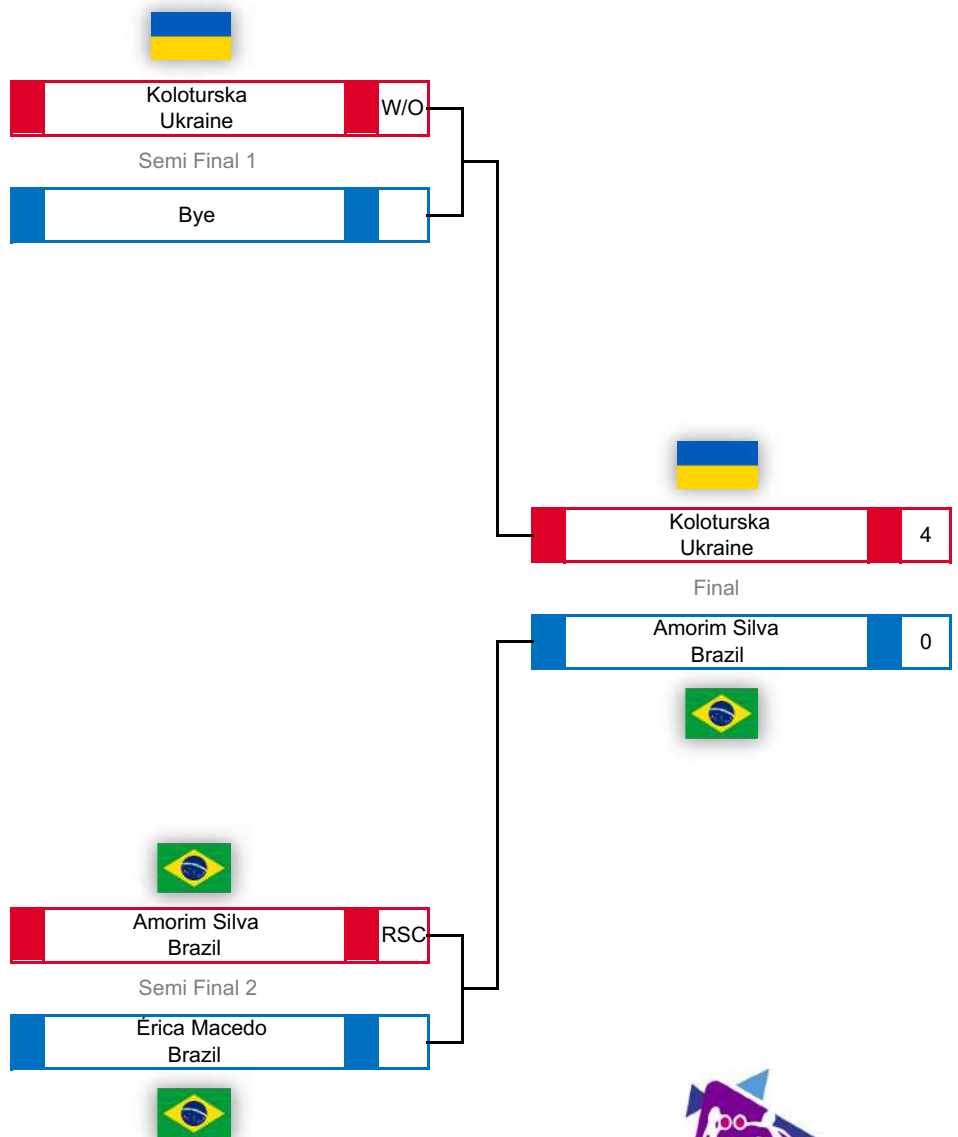 Koloturska
Ukraine
W/O
Semi Final 1
Bye
Koloturska
Ukraine
4
Final
Amorim Silva
Brazil
0
Amorim Silva
Brazil
RSC
Semi Final 2
Érica Macedo
Brazil